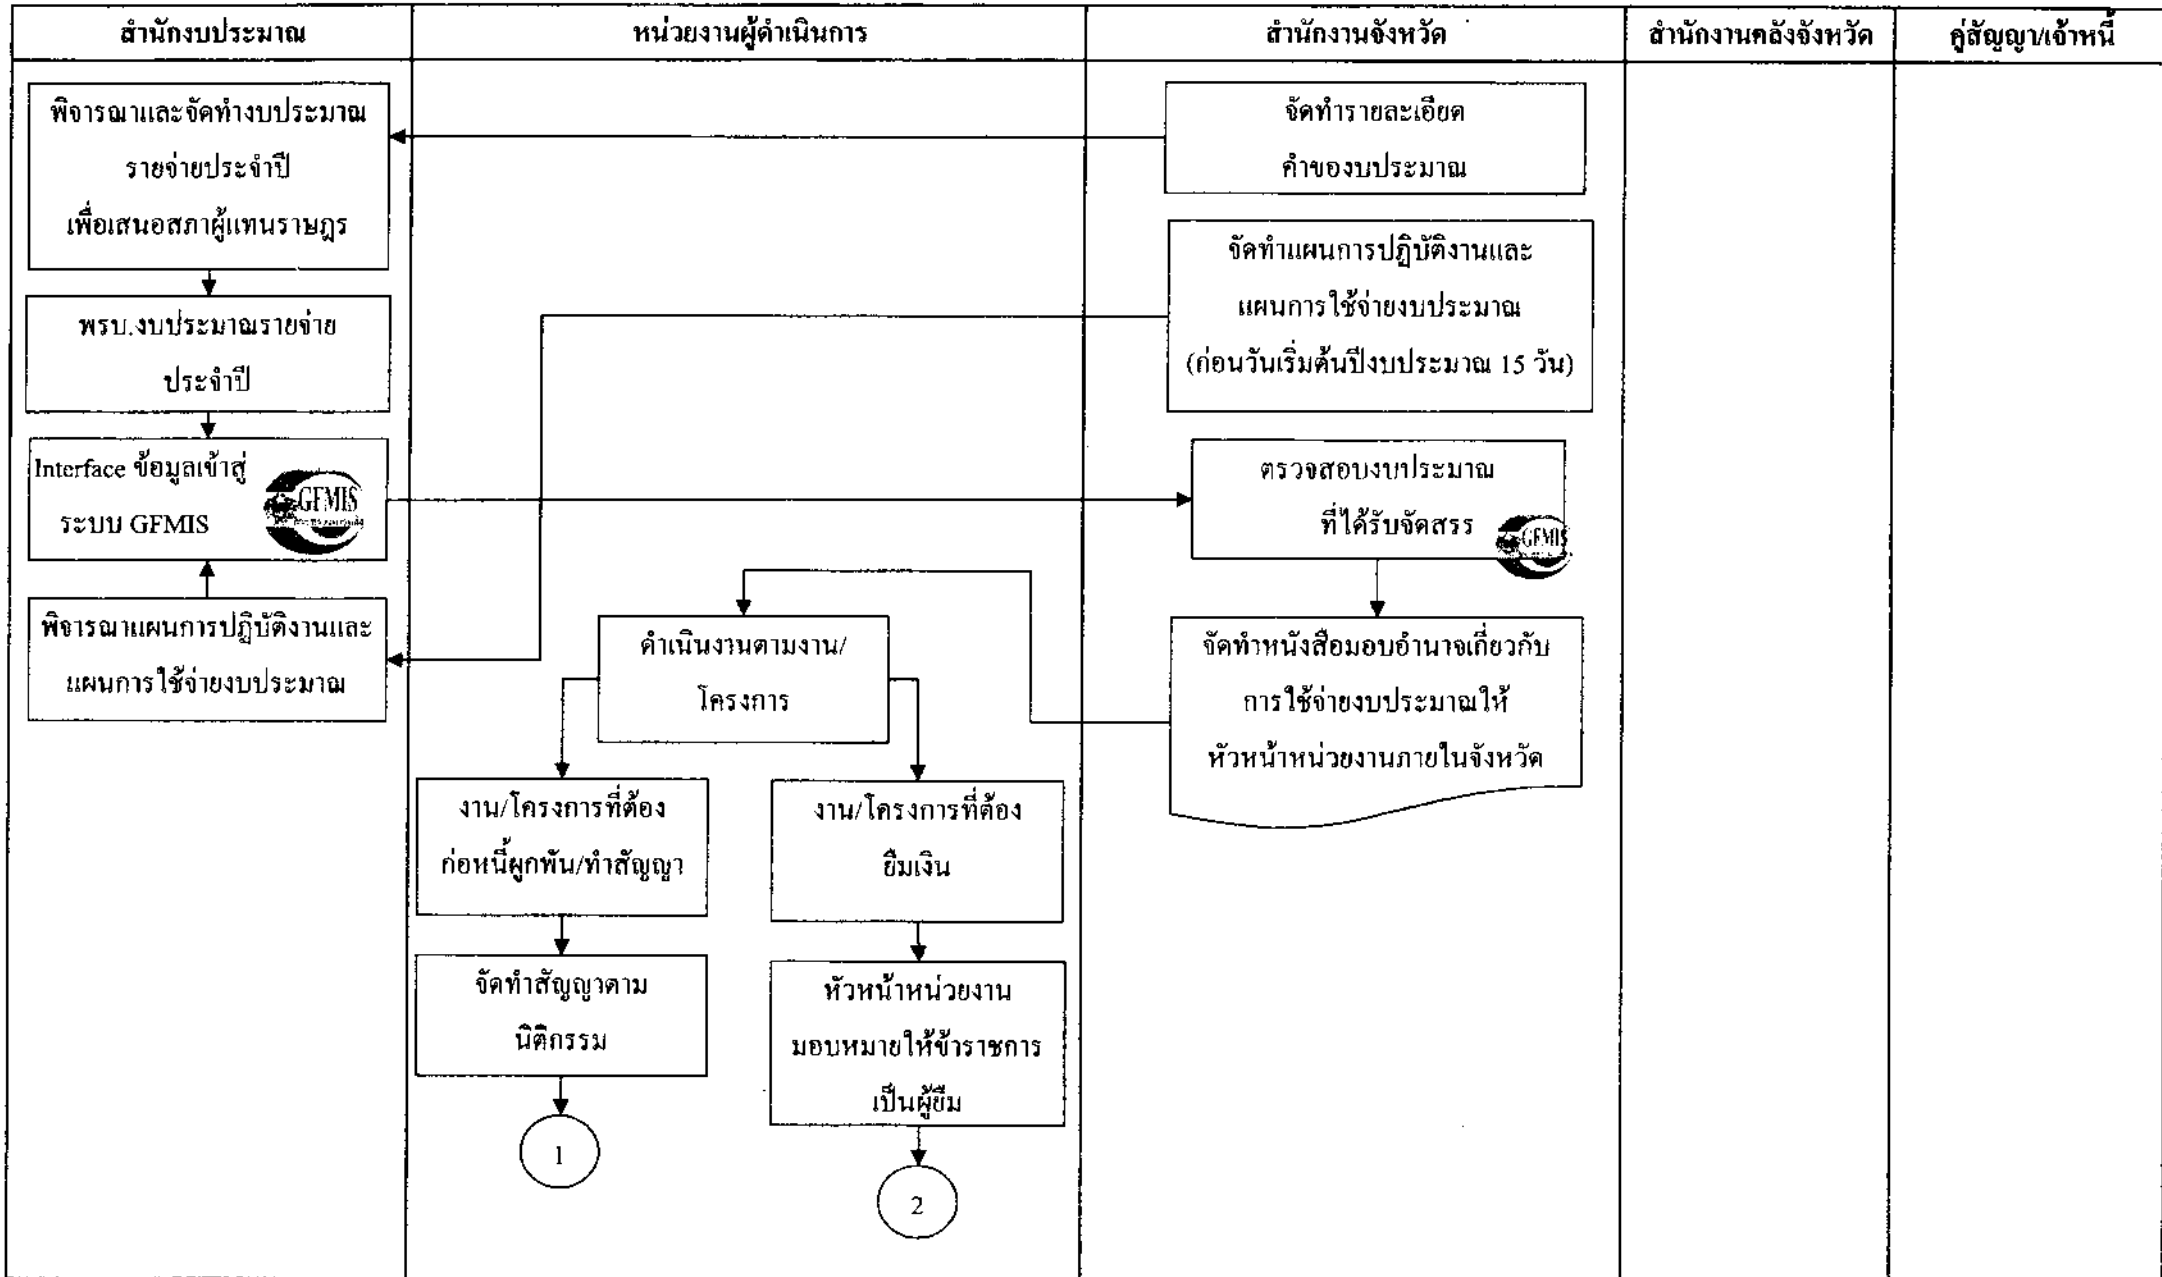 สำนักงบประมาณ
หน่วยงานผู้ดำเนินการ
สำนักงานจังหวัด
สำนักงานคลังจังหวัด
คู่สัญญา/เจ้าหนี้
พิจารณาและจัดทำงบประมาณ
รายจ่ายประจำปี
เพื่อเสนอสภาผู้แทนราษฎร
จัดทำรายละเอียด
คำของบประมาณ
จัดทำแผนการปฏิบัติงานและ
แผนการใช้จ่ายงบประมาณ
(ก่อนวันเริ่มต้นปีงบประมาณ 15 วัน)
พรบ.งบประมาณรายจ่าย
ประจำปี
Interface ข้อมูลเข้าสู่
ระบบ GFMIS
GFMIS
ตรวจสอบงบประมาณ
ที่ได้รับจัดสรร
GFMIS
พิจารณาแผนการปฏิบัติงานและ
แผนการใช้จ่ายงบประมาณ
ดำเนินงานตามงาน/
โครงการ
จัดทำหนังสือมอบอำนาจเกี่ยวกับ
การใช้จ่ายงบประมาณให้
หัวหน้าหน่วยงานภายในจังหวัด
งาน/โครงการที่ต้อง
ก่อหนี้ผูกพัน/ทำสัญญา
งาน/โครงการที่ต้อง
ยืมเงิน
จัดทำสัญญาตาม
นิติกรรม
หัวหน้าหน่วยงาน
มอบหมายให้ข้าราชการ
เป็นผู้ยืม
1
2